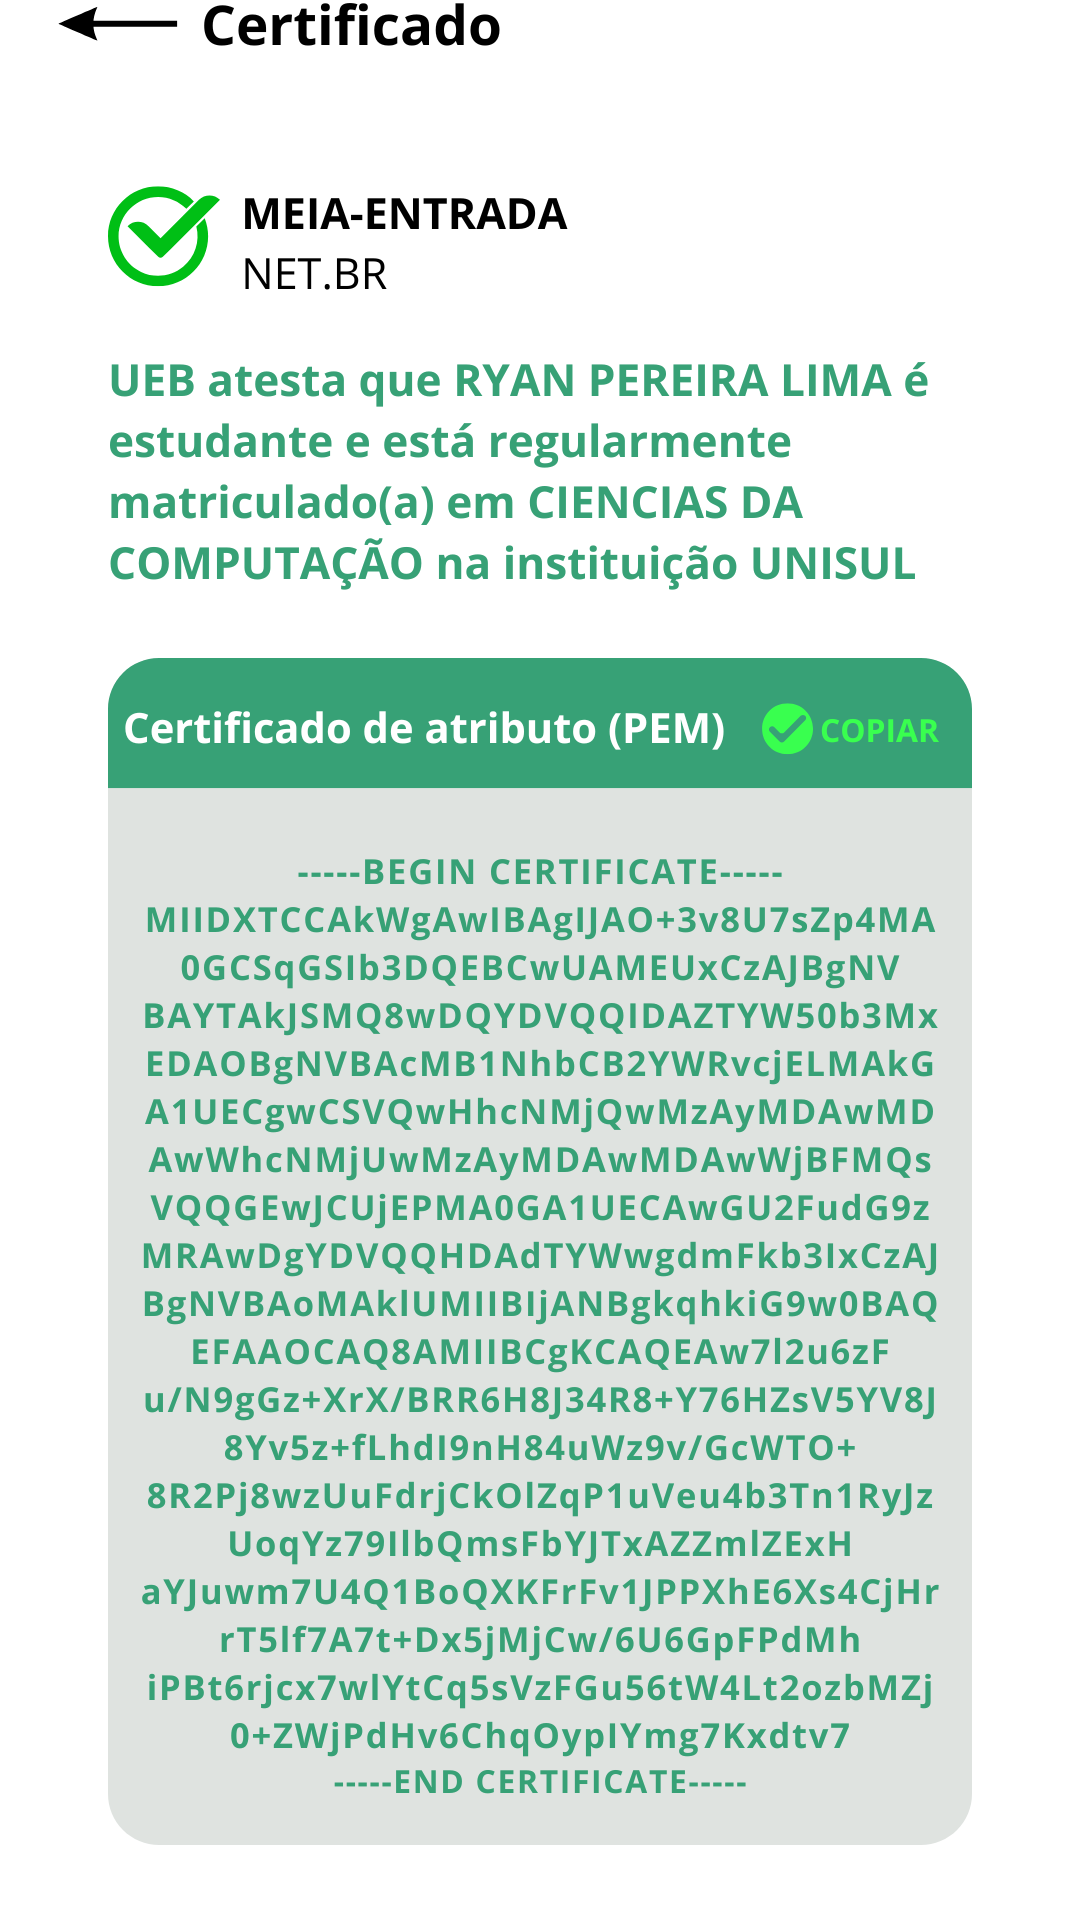 Certificado
MEIA-ENTRADA
NET.BR
UEB atesta que RYAN PEREIRA LIMA é
estudante e está regularmente
matriculado(a) em CIENCIAS DA
COMPUTAÇÃO na instituição UNISUL
Certificado de atributo (PEM)
COPIAR
-----BEGIN CERTIFICATE-----
MIIDXTCCAkWgAwIBAgIJAO+3v8U7sZp4MA
0GCSqGSIb3DQEBCwUAMEUxCzAJBgNV
BAYTAkJSMQ8wDQYDVQQIDAZTYW50b3Mx
EDAOBgNVBAcMB1NhbCB2YWRvcjELMAkG
A1UECgwCSVQwHhcNMjQwMzAyMDAwMD
AwWhcNMjUwMzAyMDAwMDAwWjBFMQs
VQQGEwJCUjEPMA0GA1UECAwGU2FudG9z
MRAwDgYDVQQHDAdTYWwgdmFkb3IxCzAJ
BgNVBAoMAklUMIIBIjANBgkqhkiG9w0BAQ
EFAAOCAQ8AMIIBCgKCAQEAw7l2u6zF
u/N9gGz+XrX/BRR6H8J34R8+Y76HZsV5YV8J
8Yv5z+fLhdI9nH84uWz9v/GcWTO+
8R2Pj8wzUuFdrjCkOlZqP1uVeu4b3Tn1RyJz
UoqYz79IlbQmsFbYJTxAZZmlZExH
aYJuwm7U4Q1BoQXKFrFv1JPPXhE6Xs4CjHr
rT5lf7A7t+Dx5jMjCw/6U6GpFPdMh
iPBt6rjcx7wlYtCq5sVzFGu56tW4Lt2ozbMZj
0+ZWjPdHv6ChqOypIYmg7Kxdtv7
-----END CERTIFICATE-----